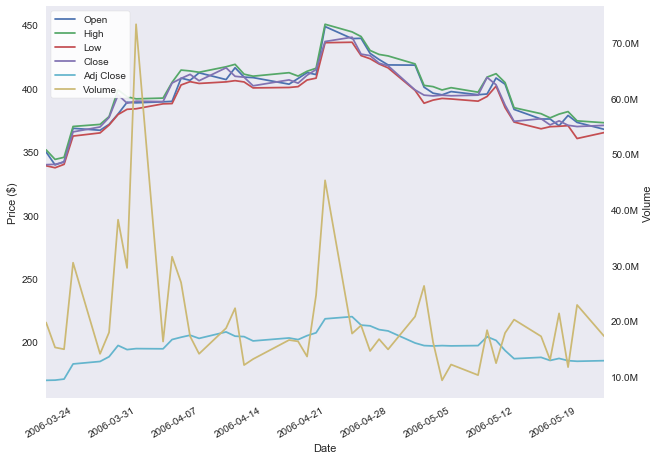 Open
High
Low
Close
Adj Close
Volume
450
400
350
300
250
200
Price ($)
70.0M
60.0M
50.0M
40.0M
30.0M
20.0M
10.0M
Volume
2006-03-24
2006-03-31
2006-04-07
2006-04-14
2006-04-21
2006-04-28
2006-05-05
2006-05-12
2006-05-19
Date